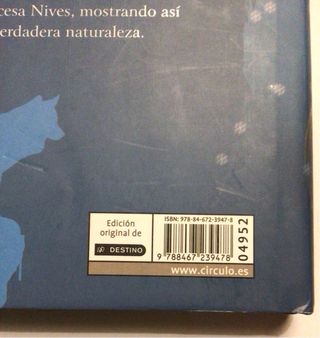 cesa Nives, mostrando así
verdadera naturaleza.
Edición
original de
DESTINO
ISBN: 978-84-672-3947-8
04952
9 788467 239478
www.circulo.es